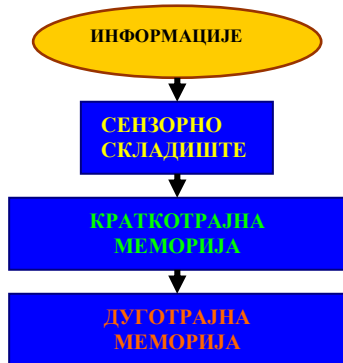 ИНФОРМАЦИЈЕ
СЕНЗОРНО
СКЛАДИШТЕ
КРАТКОТРАЈНА
МЕМОРИЈА
ДУГОТРАЈНА
МЕМОРИЈА